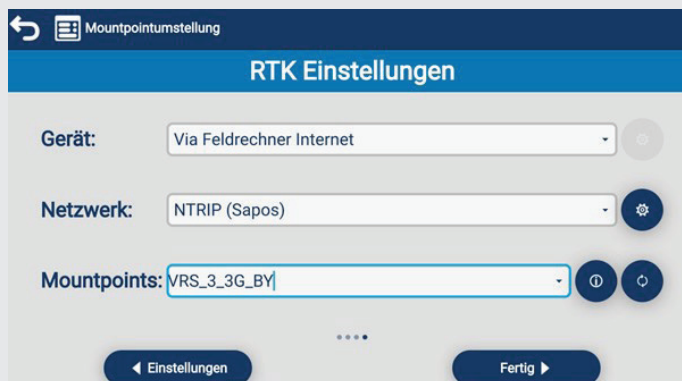 Mountpointumstellung
RTK Einstellungen
Gerät: Via Feldrechner Internet
Netzwerk: NTRIP (Sapos)
Mountpoints: VRS_3_3G_BY
Einstellungen Fertig